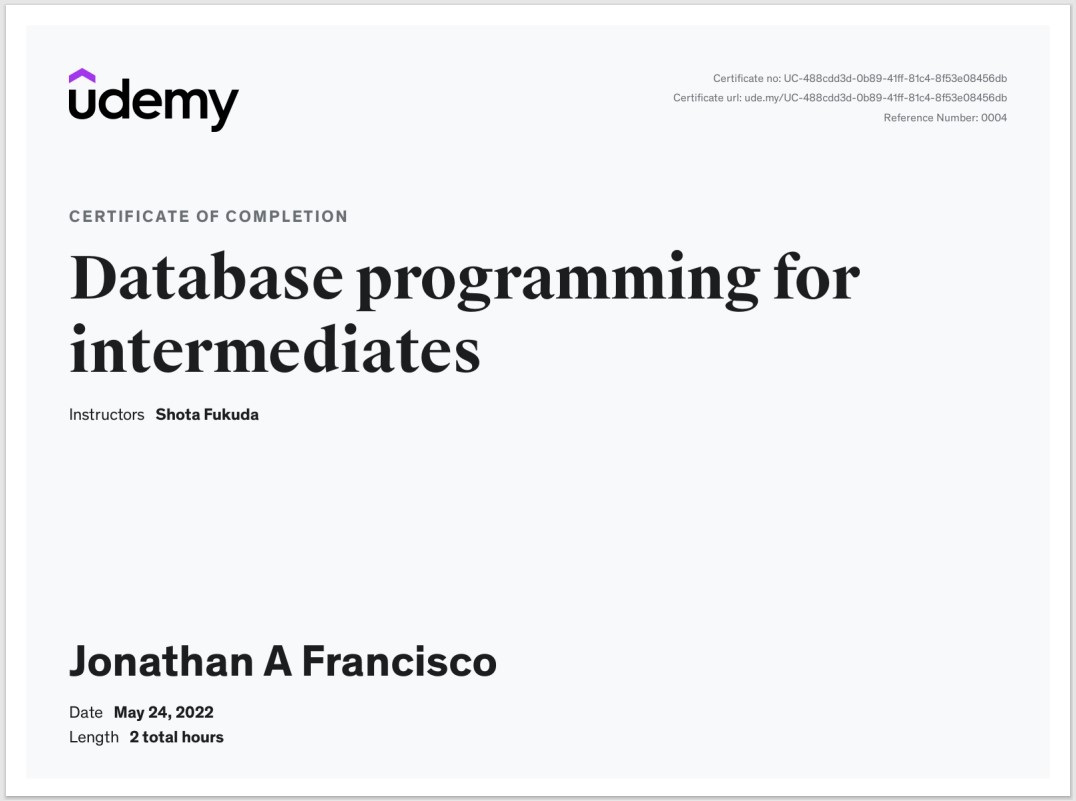 udemy
Certificate no: UC-488cdd3d-0b89-41ff-81c4-8f53e08456db
Certificate url: ude.my/UC-488cdd3d-0b89-41ff-81c4-8f53e08456db
Reference Number: 0004
CERTIFICATE OF COMPLETION
Database programming for
intermediates
Instructors Shota Fukuda
Jonathan A Francisco
Date May 24, 2022
Length 2 total hours